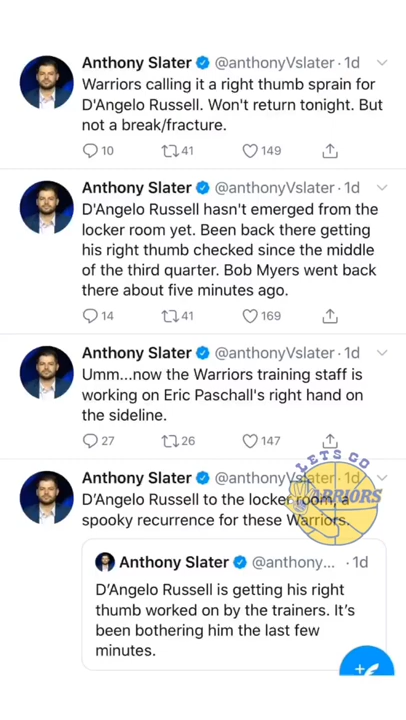 Anthony Slater @anthonyVslater · 1d
Warriors calling it a right thumb sprain for
D'Angelo Russell. Won't return tonight. But
not a break/fracture.
10 41 149
Anthony Slater @anthonyVslater · 1d
D'Angelo Russell hasn't emerged from the
locker room yet. Been back there getting
his right thumb checked since the middle
of the third quarter. Bob Myers went back
there about five minutes ago.
14 41 169
Anthony Slater @anthonyVslater · 1d
Umm...now the Warriors training staff is
working on Eric Paschall's right hand on
the sideline.
27 26 147
LETS GO
WARRIORS
Anthony Slater @anthonyVslater · 1d
D’Angelo Russell to the locker room, a
spooky recurrence for these Warriors.
Anthony Slater @anthony... · 1d
D’Angelo Russell is getting his right
thumb worked on by the trainers. It’s
been bothering him the last few
minutes.